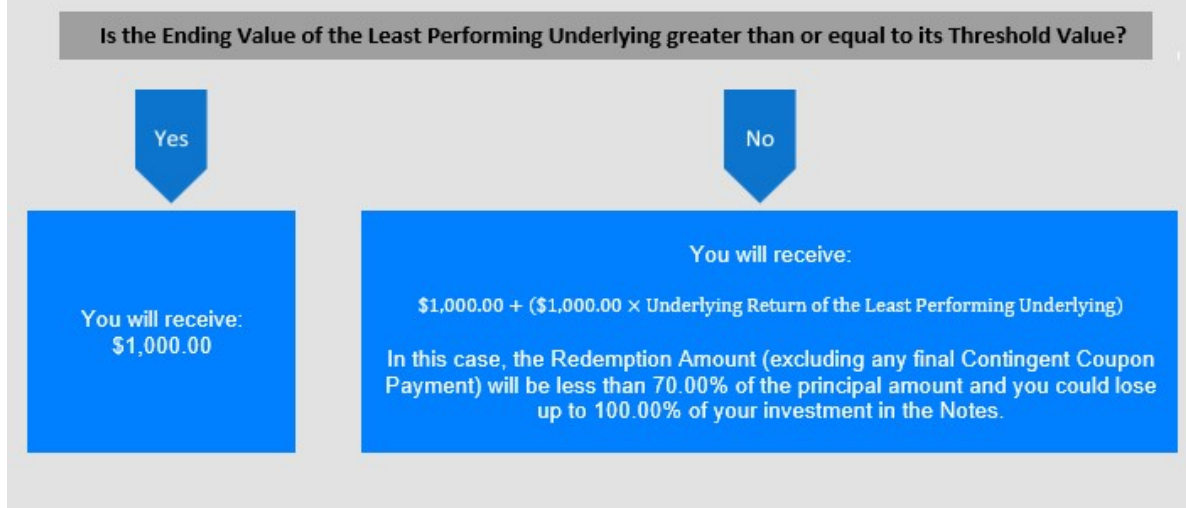 Is the Ending Value of the Least Performing Underlying greater than or equal to its Threshold Value?
Yes
No
You will receive:
$1,000.00
You will receive:
$1,000.00 + ($1,000.00 × Underlying Return of the Least Performing Underlying)
In this case, the Redemption Amount (excluding any final Contingent Coupon
Payment) will be less than 70.00% of the principal amount and you could lose
up to 100.00% of your investment in the Notes.